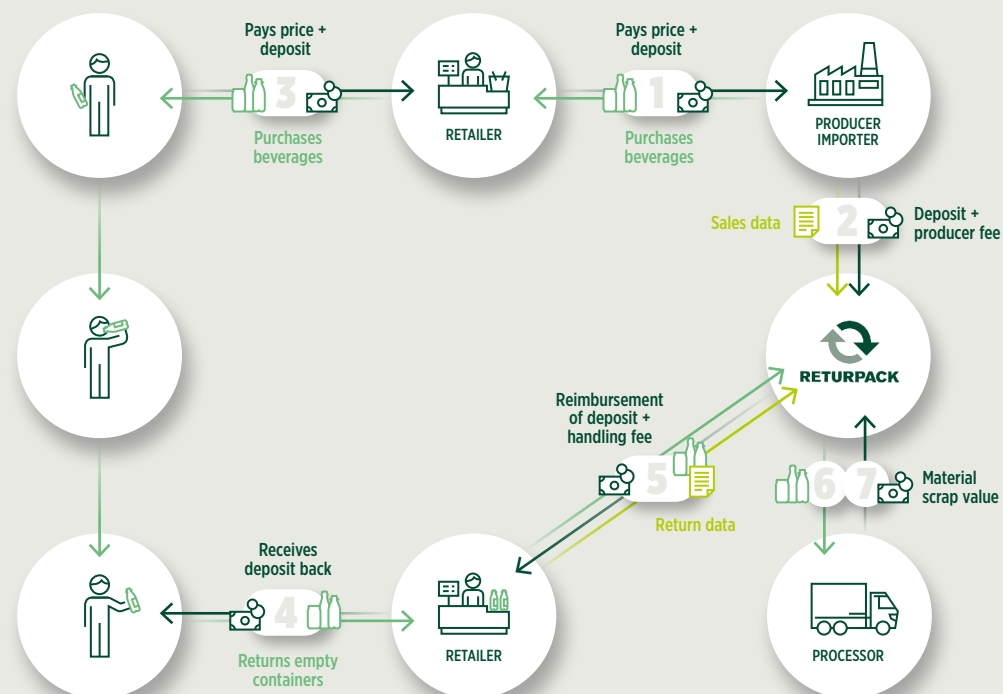 Pays price +
deposit
3
Purchases
beverages
RETAILER
Pays price +
deposit
1
Purchases
beverages
PRODUCER
IMPORTER
Sales data
2
Deposit +
producer fee
RETURPACK
Reimbursement
of deposit +
handling fee
5
Return data
6
7
Material
scrap value
Receives
deposit back
4
Returns empty
containers
RETAILER
PROCESSOR